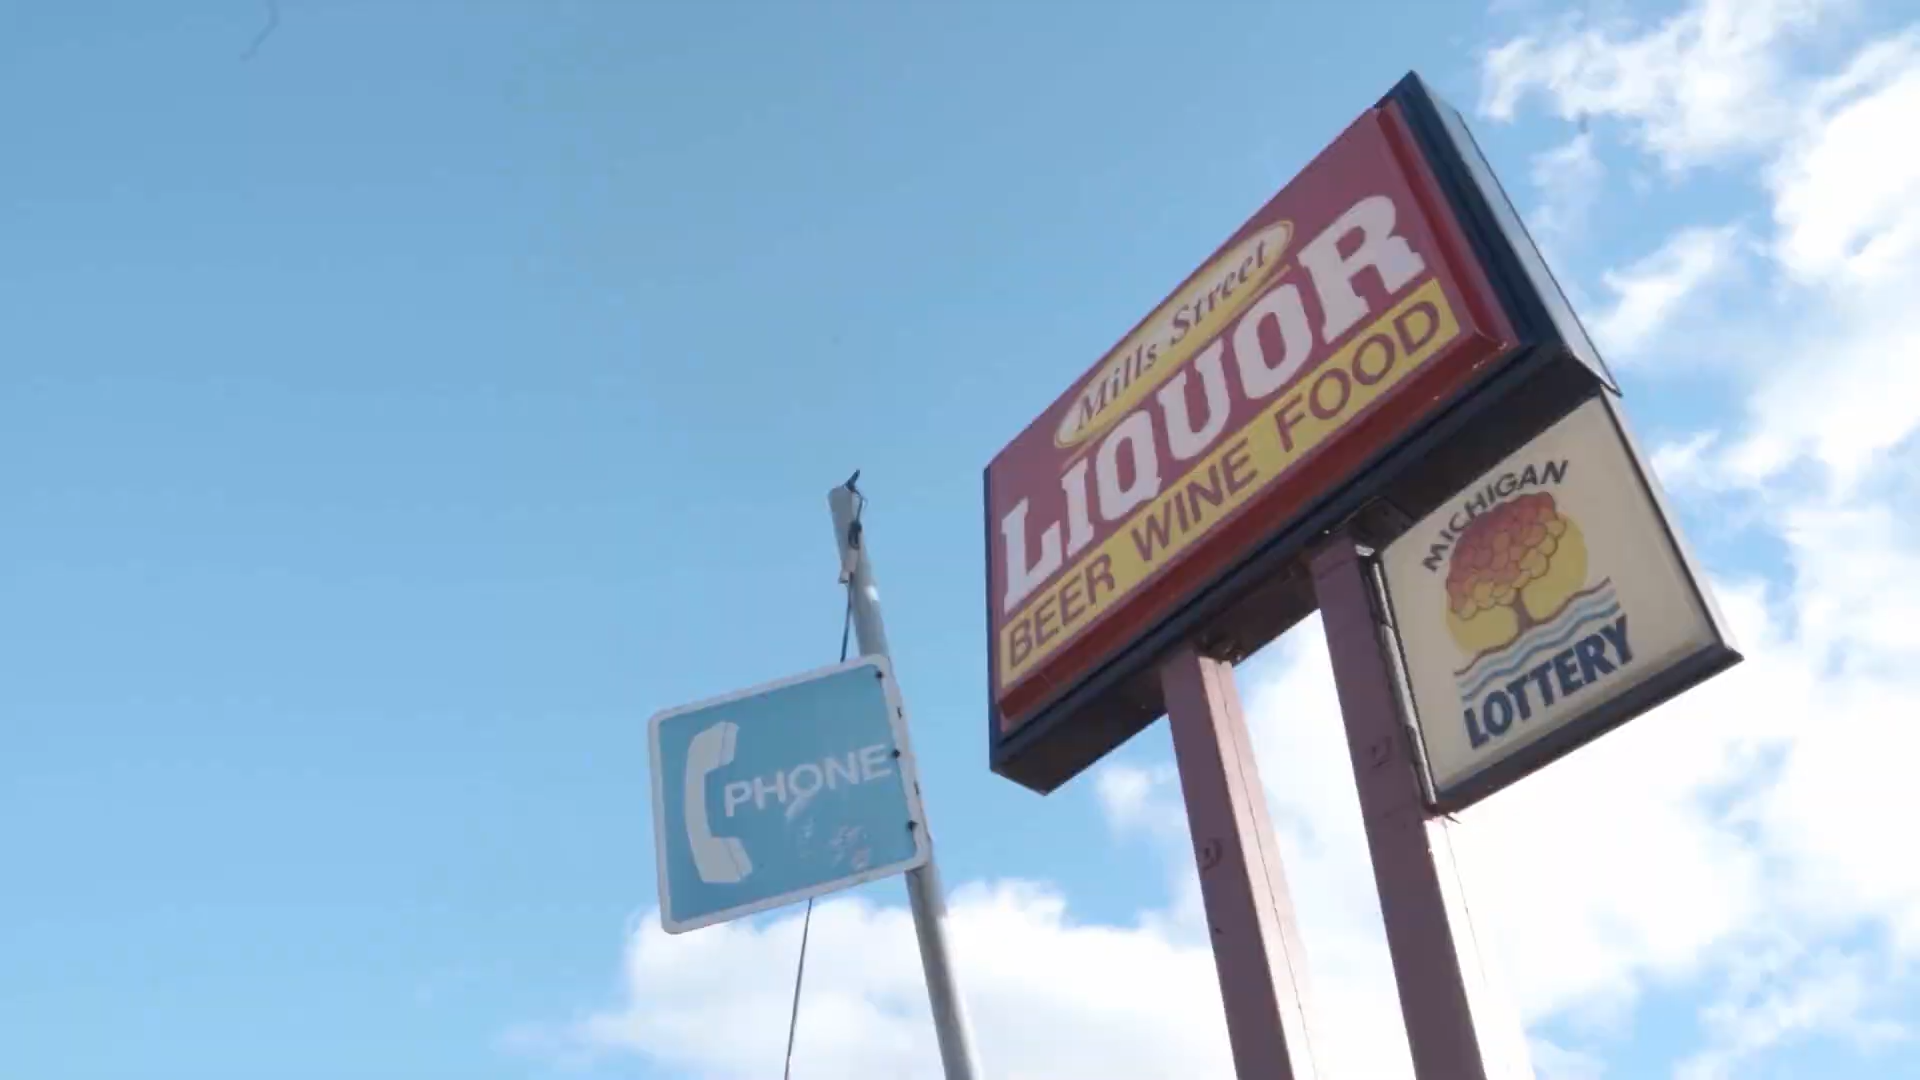 Mills Street
LIQUOR
BEER WINE FOOD
MICHIGAN
LOTTERY
PHONE